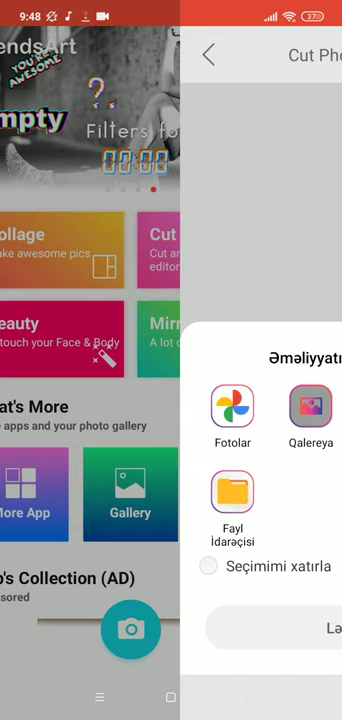 9:48
37
endsArt
YOU'RE
AWESOME
?.
mpty
Filters fo
00:00
ollage
ake awesome pics
Cut
Cut an
editor
eauty
touch your Face & Body
Mirr
A lot o
at's More
e apps and your photo gallery
More App
Gallery
p's Collection (AD)
nsored
Cut Pho
Əməliyyatı
Fotolar
Qalereya
Fayl
İdarəçisi
Seçimimi xatırla
Lə